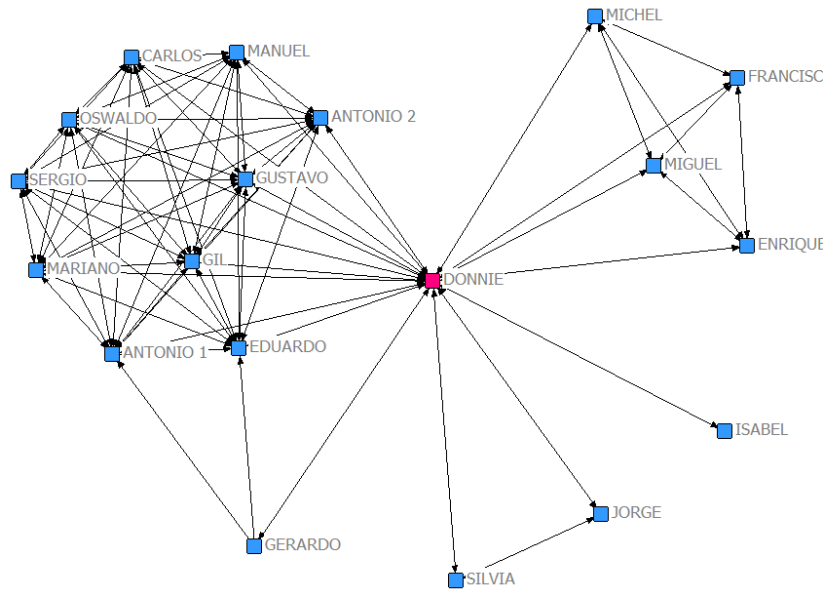 MICHEL
CARLOS
MANUEL
FRANCISC
OSWALDO
ANTONIO 2
MIGUEL
SERGIO
GUSTAVO
ENRIQUE
MARIANO
GIL
DONNIE
ANTONIO 1
EDUARDO
ISABEL
JORGE
GERARDO
SILVIA